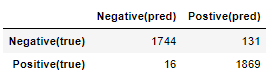 Negative(pred) Postive(pred)
Negative(true) 1744 131
Positive(true) 16 1869